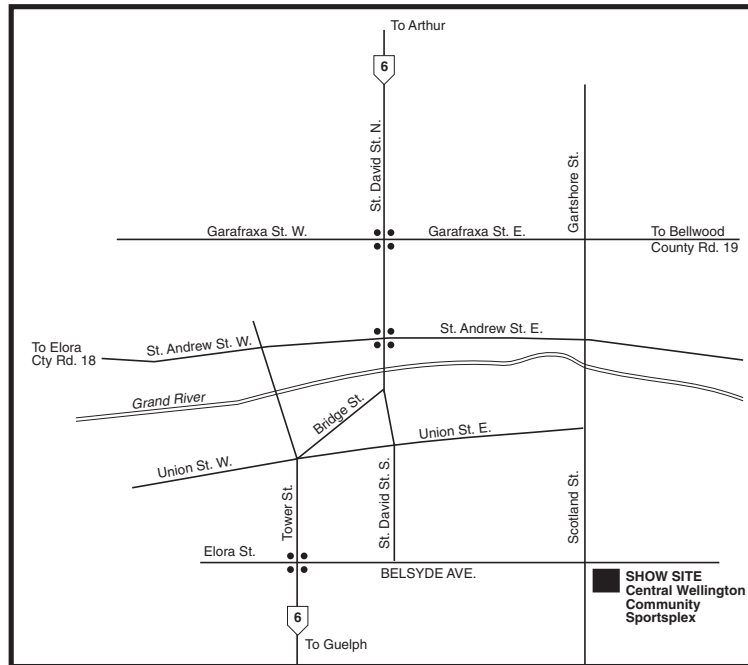 To Arthur
6
St. David St. N.
Gartshore St.
Garafraxa St. W.
Garafraxa St. E.
To Bellwood
County Rd. 19
To Elora
Cty Rd. 18
St. Andrew St. W.
St. Andrew St. E.
Grand River
Bridge St.
Union St. W.
Union St. E.
Tower St.
St. David St. S.
Scotland St.
Elora St.
BELSYDE AVE.
SHOW SITE
Central Wellington
Community
Sportsplex
6
To Guelph